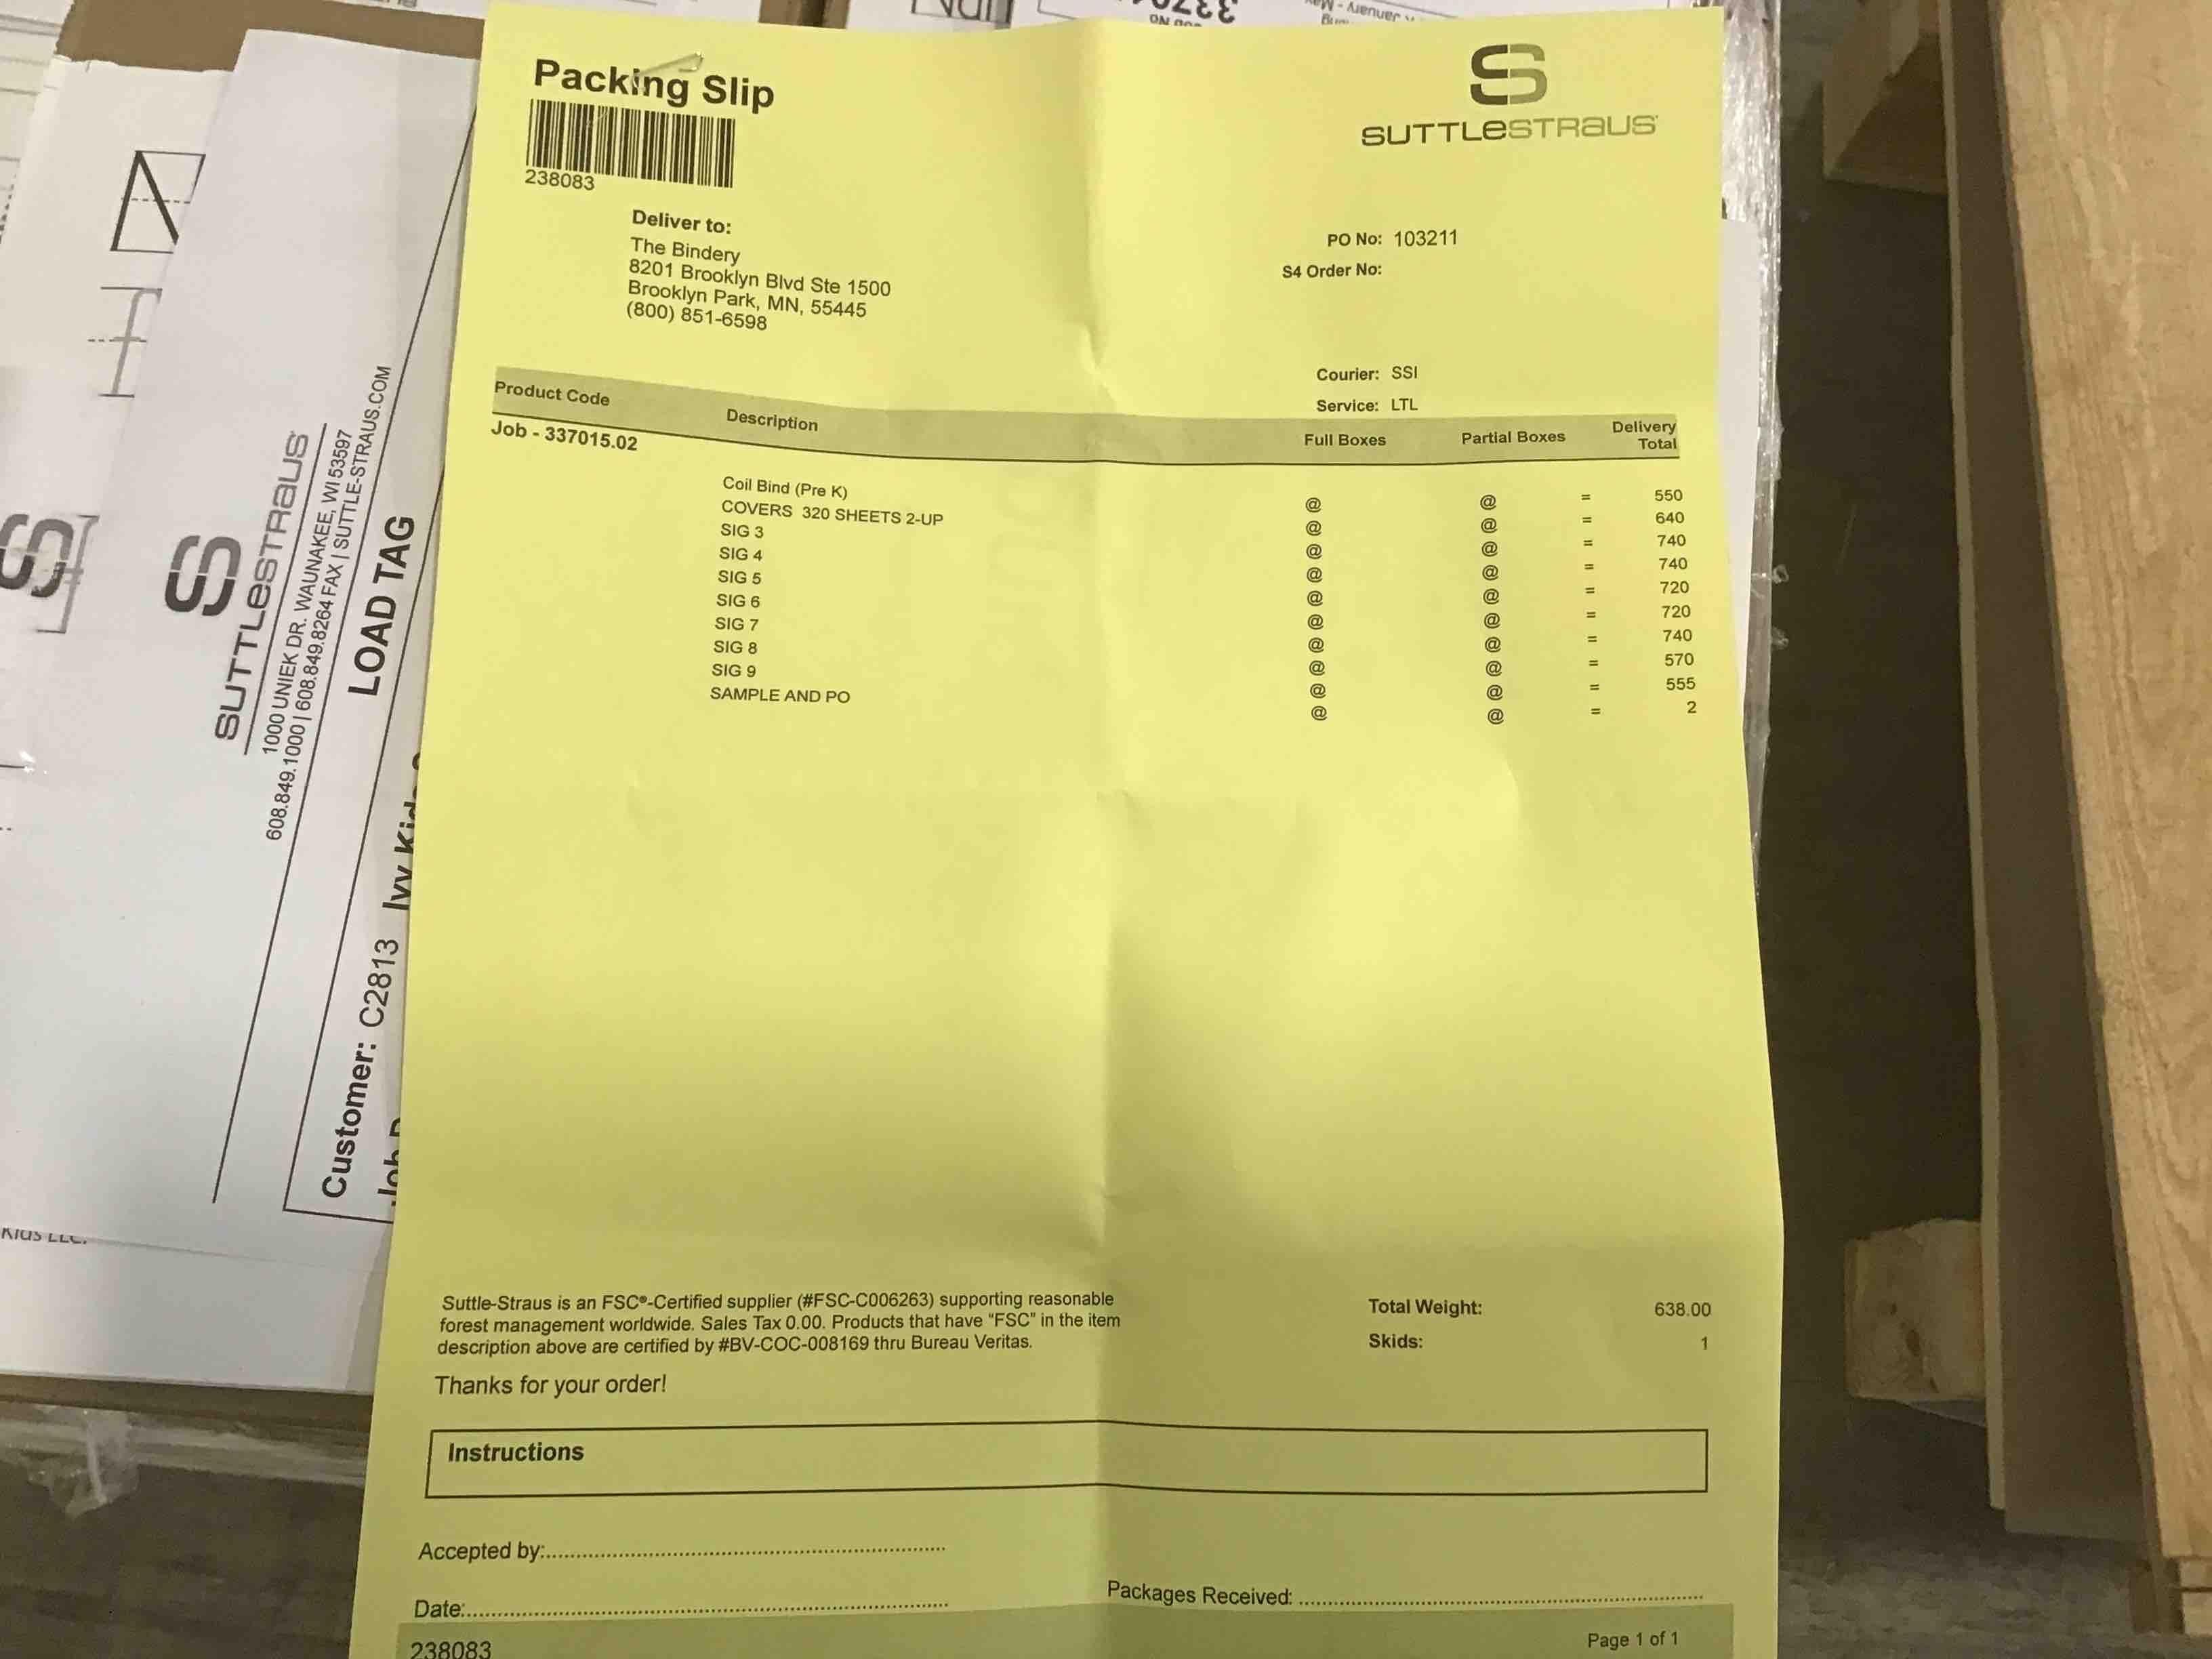 Packing Slip
238083
SUTTLESTRAUS
Deliver to:
The Bindery
8201 Brooklyn Blvd Ste 1500
Brooklyn Park, MN, 55445
(800) 851-6598
PO No: 103211
S4 Order No:
Courier: SSI
Service: LTL
Product Code Description Full Boxes Partial Boxes Delivery Total
Job - 337015.02
Coil Bind (Pre K) @ @ = 550
COVERS 320 SHEETS 2-UP @ @ = 640
SIG 3 @ @ = 740
SIG 4 @ @ = 740
SIG 5 @ @ = 720
SIG 6 @ @ = 720
SIG 7 @ @ = 740
SIG 8 @ @ = 570
SIG 9 @ @ = 555
SAMPLE AND PO @ @ = 2
Suttle-Straus is an FSC®-Certified supplier (#FSC-C006263) supporting reasonable
forest management worldwide. Sales Tax 0.00. Products that have "FSC" in the item
description above are certified by #BV-COC-008169 thru Bureau Veritas.
Thanks for your order!
Total Weight: 638.00
Skids: 1
Instructions
Accepted by:
Date:
Packages Received:
238083
Page 1 of 1
SUTTLESTRAUS
1000 UNIEK DR. WAUNAKEE, WI 53597
608.849.1000 | 608.849.8264 FAX | SUTTLE-STRAUS.COM
LOAD TAG
Customer: C2813 Ivy Kids